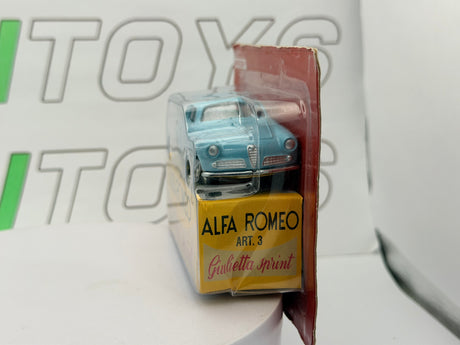 TOYS
TOYS
ALFA ROMEO
ART. 3
Giulietta sprint